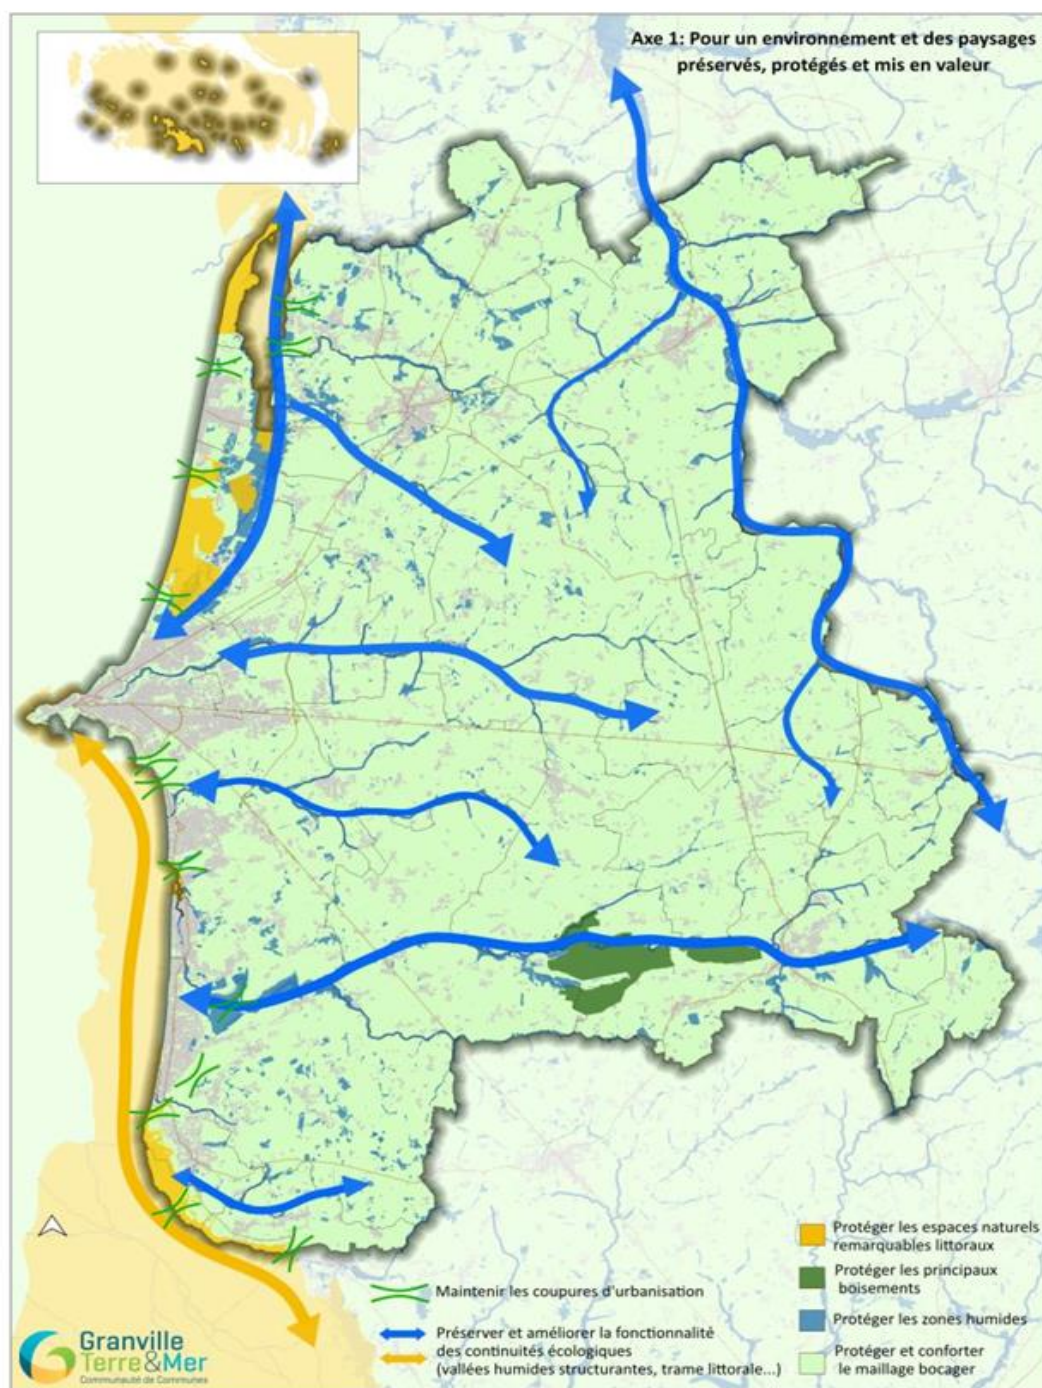 Axe 1: Pour un environnement et des paysages
préservés, protégés et mis en valeur
Maintenir les coupures d'urbanisation
Préserver et améliorer la fonctionnalité
des continuités écologiques
(vallées humides structurantes, trame littorale...)
Protéger les espaces naturels
remarquables littoraux
Protéger les principaux
boisements
Protéger les zones humides
Protéger et conforter
le maillage bocager
Granville
Terre&Mer
Communauté de Communes